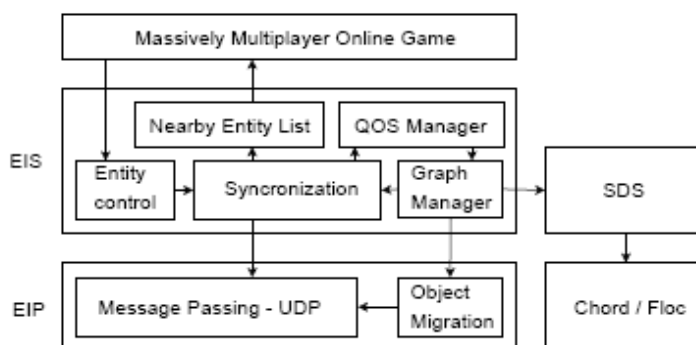 Massively Multiplayer Online Game
Nearby Entity List
QOS Manager
EIS
Entity
control
Syncronization
Graph
Manager
SDS
EIP
Message Passing - UDP
Object
Migration
Chord / Floc